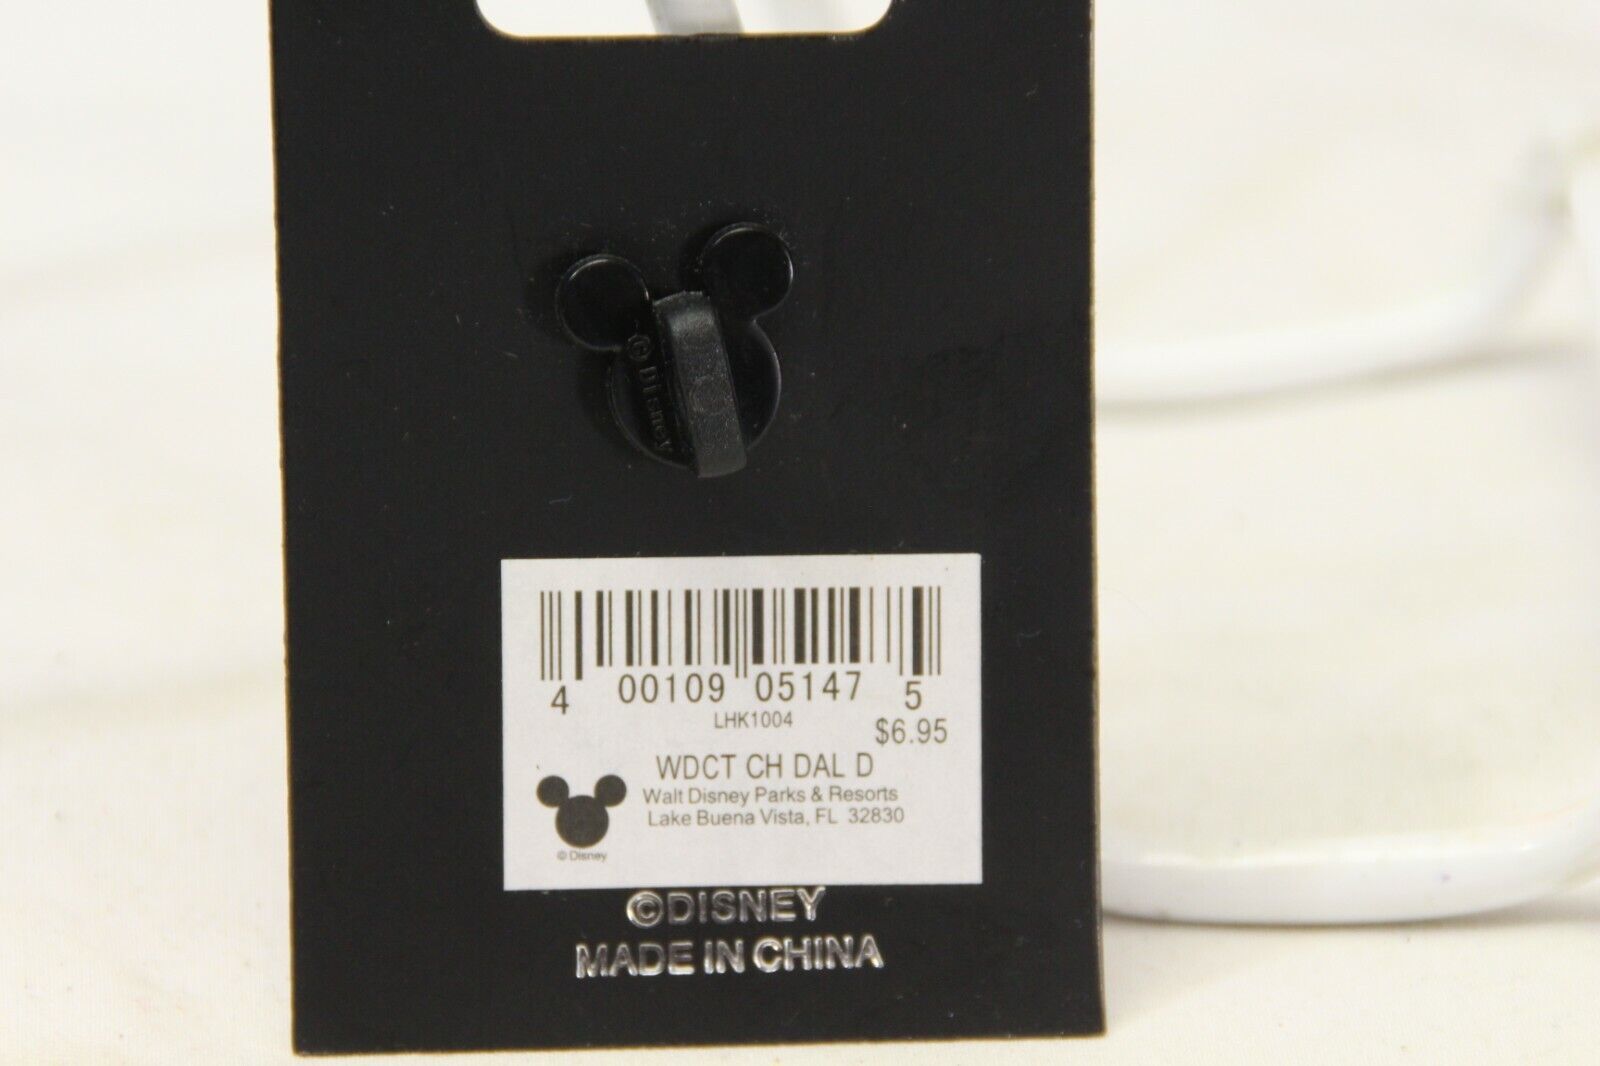 © Disney
4 00109 05147 5
LHK1004
$6.95
WDCT CH DAL D
Walt Disney Parks & Resorts
Lake Buena Vista, FL 32830
© Disney
©DISNEY
MADE IN CHINA